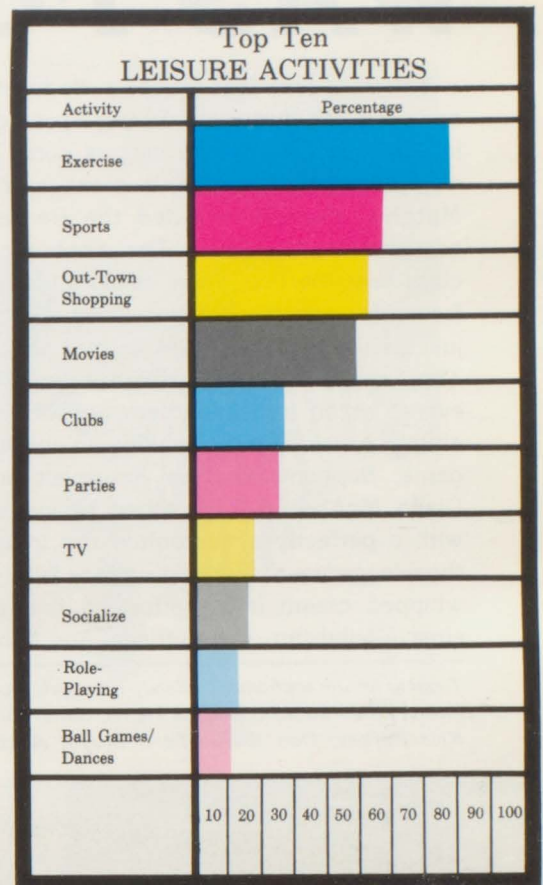 Top Ten
LEISURE ACTIVITIES
Activity Percentage
Exercise
Sports
Out-Town
Shopping
Movies
Clubs
Parties
TV
Socialize
Role-
Playing
Ball Games/
Dances
10 20 30 40 50 60 70 80 90 100